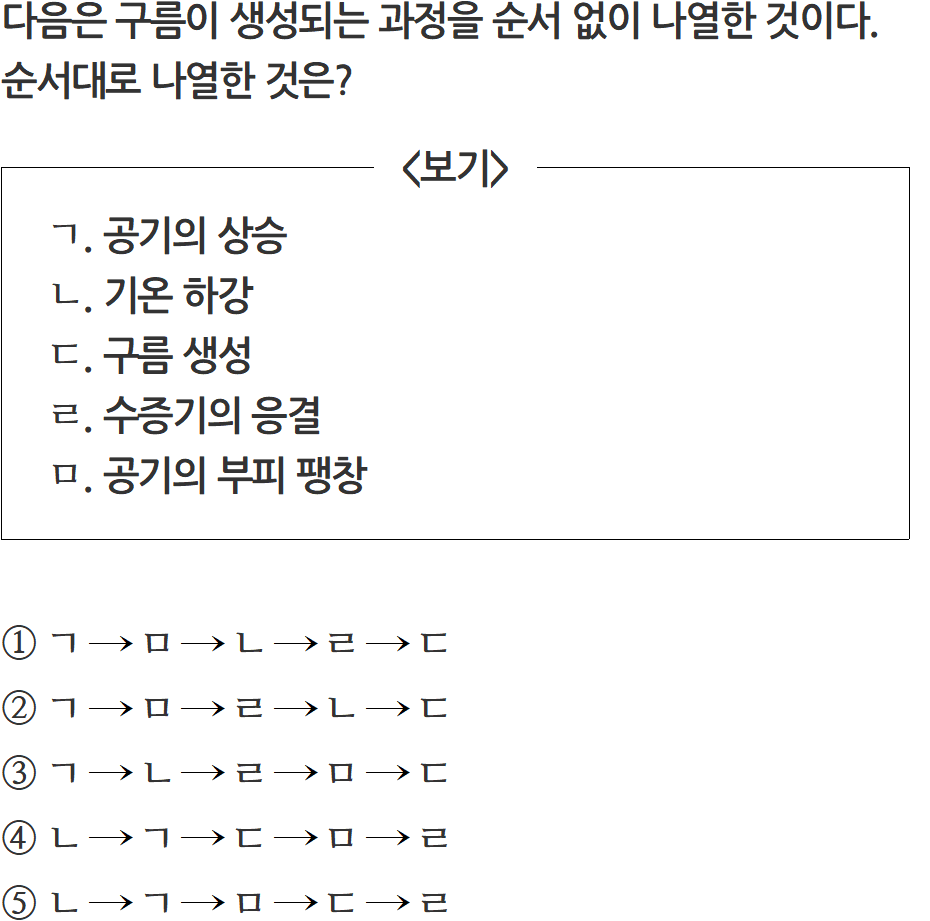 다음은 구름이 생성되는 과정을 순서 없이 나열한 것이다.
순서대로 나열한 것은?
<보기>
ㄱ. 공기의 상승
ㄴ. 기온 하강
ㄷ. 구름 생성
ㄹ. 수증기의 응결
ㅁ. 공기의 부피 팽창
① ㄱ → ㅁ → ㄴ → ㄹ → ㄷ
② ㄱ → ㅁ → ㄹ → ㄴ → ㄷ
③ ㄱ → ㄴ → ㄹ → ㅁ → ㄷ
④ ㄴ → ㄱ → ㄷ → ㅁ → ㄹ
⑤ ㄴ → ㄱ → ㅁ → ㄷ → ㄹ